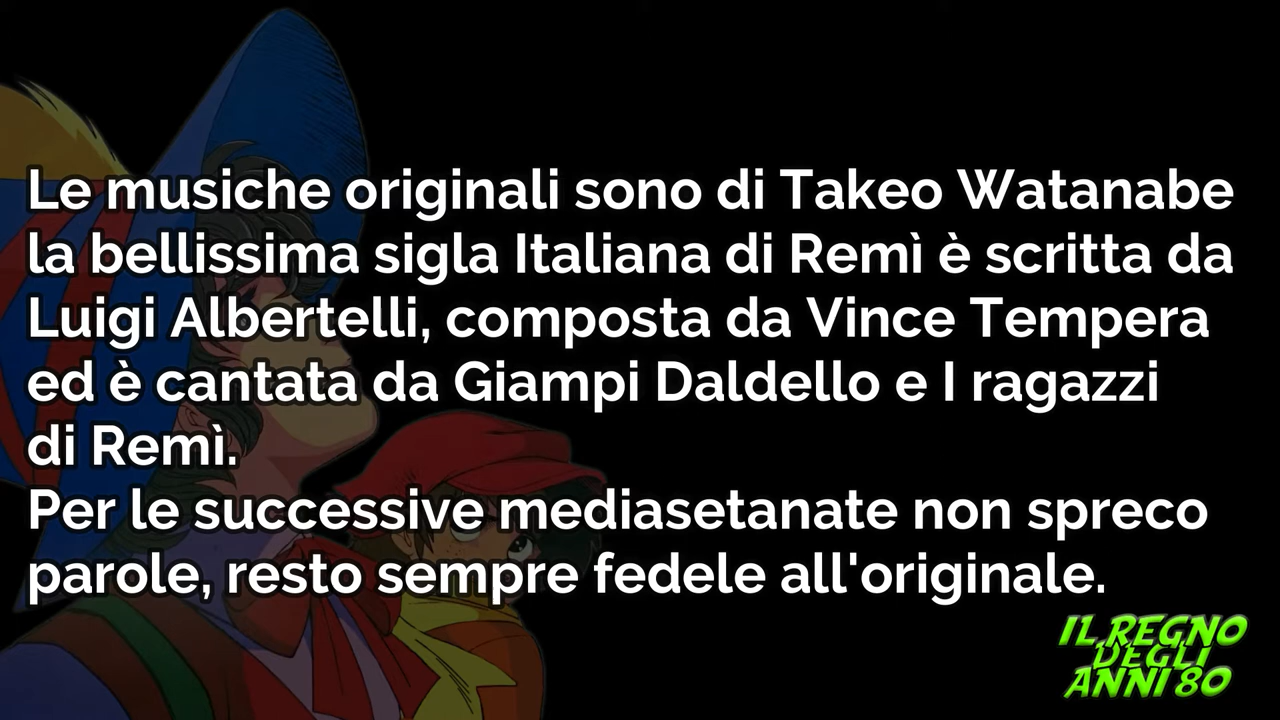 Le musiche originali sono di Takeo Watanabe
la bellissima sigla Italiana di Remì è scritta da
Luigi Albertelli, composta da Vince Tempera
ed è cantata da Giampi Daldello e I ragazzi
di Remì.
Per le successive mediasetanate non spreco
parole, resto sempre fedele all'originale.
IL REGNO
DEGLI
ANNI 80